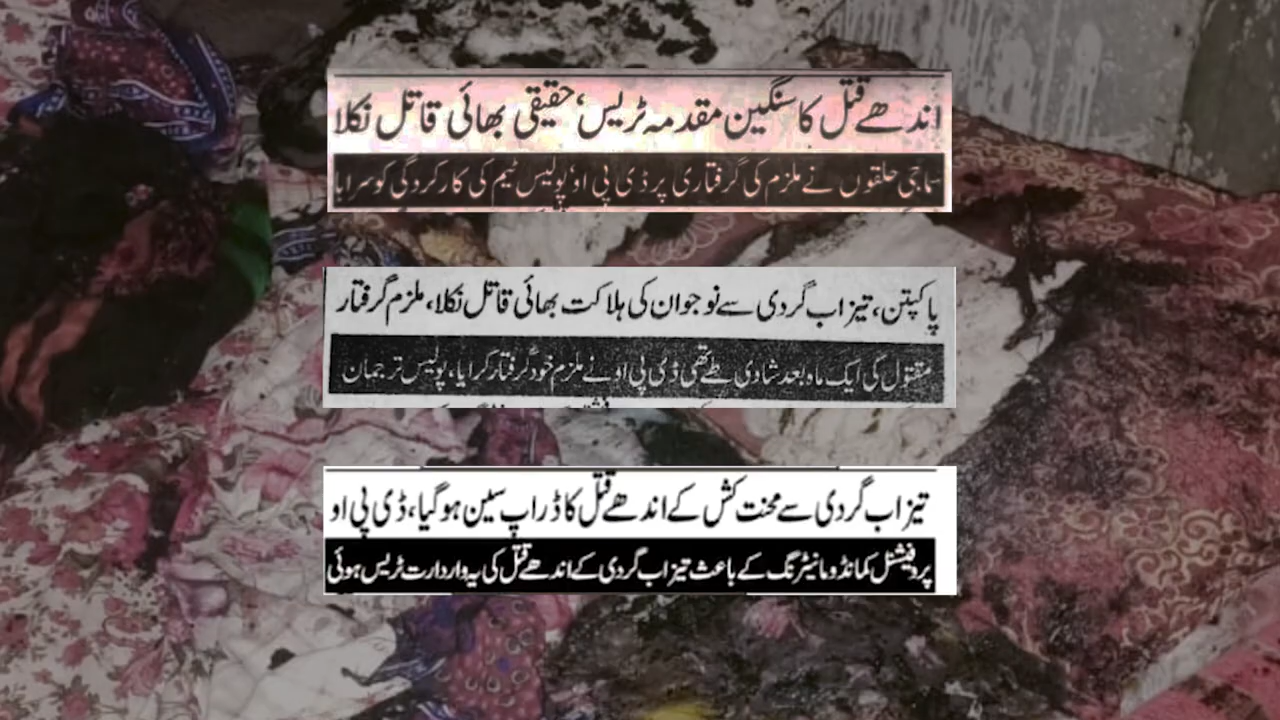 اندھے قتل کا سنگین مقدمہ ٹریس، حقیقی بھائی قاتل نکلا
سماجی حلقوں نے ملزم کی گرفتاری پر ڈی پی او، پولیس ٹیم کی کارکردگی کو سراہا
پاکپتن، تیزاب گردی سے نوجوان کی ہلاکت بھائی قاتل نکلا، ملزم گرفتار
مقتول کی ایک ماہ بعد شادی طے تھی ڈی پی او نے ملزم خود گرفتار کرایا، پولیس ترجمان
تیزاب گردی سے محنت کش کے اندھے قتل کا ڈراپ سین ہو گیا، ڈی پی او
پروفیشنل کمانڈ و مانیٹرنگ کے باعث تیزاب گردی کے اندھے قتل کی یہ واردارت ٹریس ہوئی